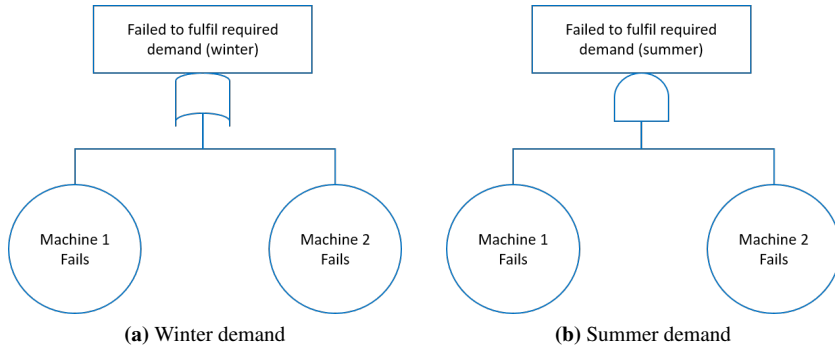 Failed to fulfil required
demand (winter)
Machine 1
Fails
Machine 2
Fails
(a) Winter demand
Failed to fulfil required
demand (summer)
Machine 1
Fails
Machine 2
Fails
(b) Summer demand